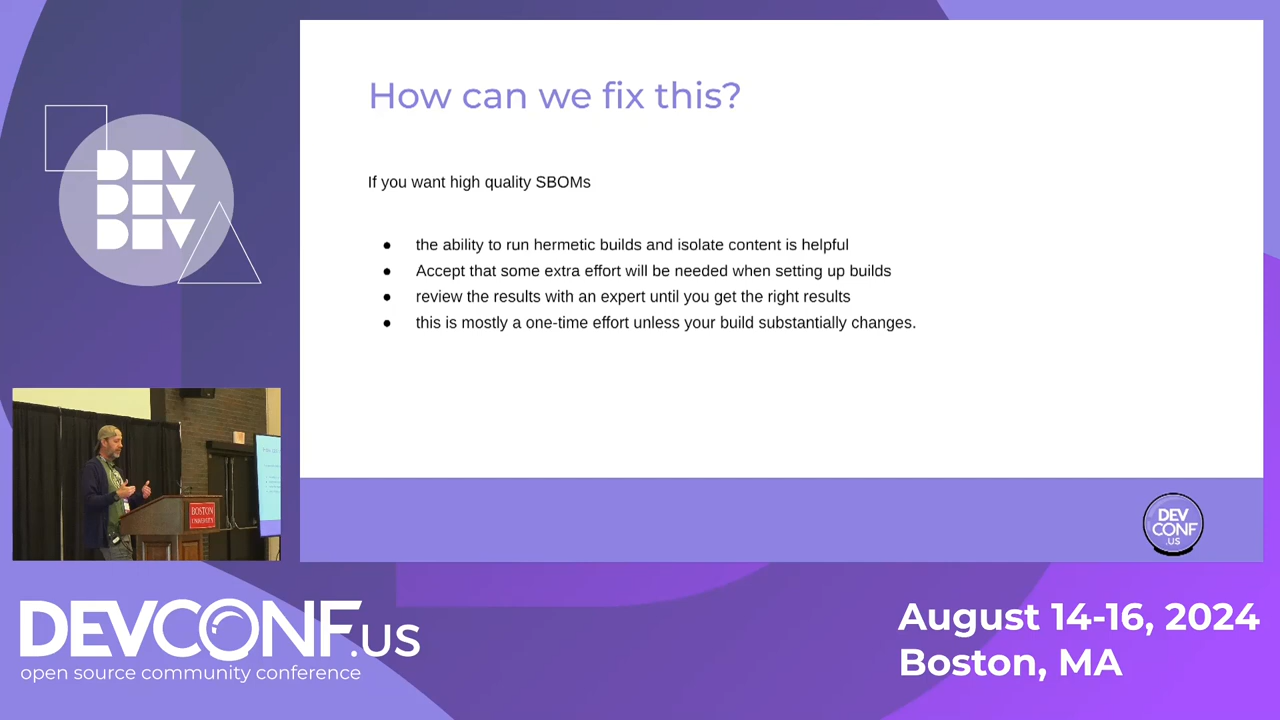 DEV
DEV
DEV
How can we fix this?
If you want high quality SBOMs
● the ability to run hermetic builds and isolate content is helpful
● Accept that some extra effort will be needed when setting up builds
● review the results with an expert until you get the right results
● this is mostly a one-time effort unless your build substantially changes.
BOSTON
UNIVERSITY
DEV
CONF
.US
DEVCONF.US
open source community conference
August 14-16, 2024
Boston, MA